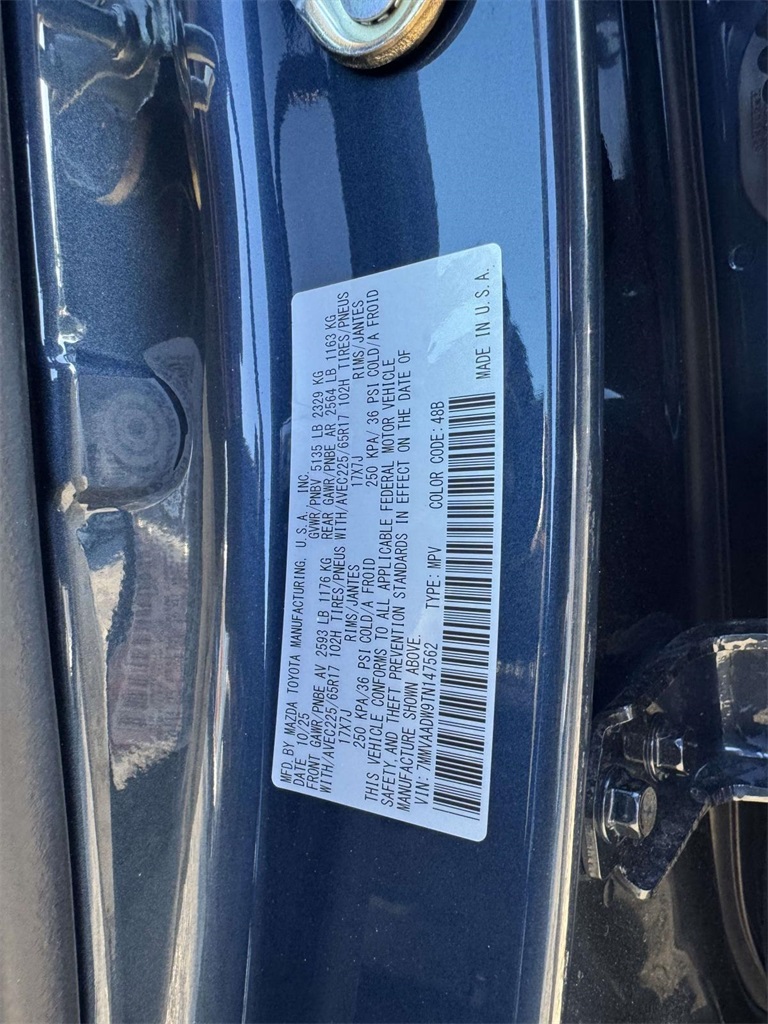 MFD. BY MAZDA TOYOTA MANUFACTURING, U.S.A., INC.
DATE 10/25 GVWR/PNBV 5135 LB 2329 KG
FRONT GAWR/PNBE AV 2593 LB 1176 KG REAR GAWR/PNBE AR 2564 LB 1163 KG
WITH/AVEC225/65R17 102H TIRES/PNEUS WITH/AVEC225/65R17 102H TIRES/PNEUS
17X7J RIMS/JANTES 17X7J RIMS/JANTES
250 KPA/36 PSI COLD/A FROID 250 KPA/ 36 PSI COLD/A FROID
THIS VEHICLE CONFORMS TO ALL APPLICABLE FEDERAL MOTOR VEHICLE
SAFETY, AND THEFT PREVENTION STANDARDS IN EFFECT ON THE DATE OF
MANUFACTURE SHOWN ABOVE.
VIN: 7MMVAADW9TN147562 TYPE: MPV COLOR CODE: 48B
MADE IN U.S.A.